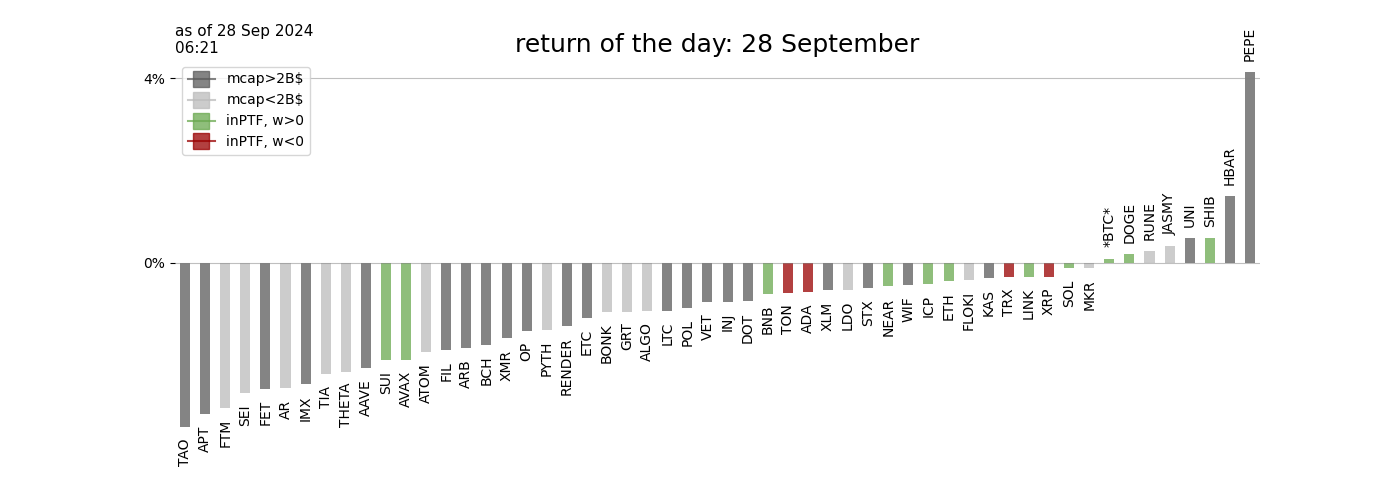 as of 28 Sep 2024
06:21
return of the day: 28 September
4%
0%
mcap>2B$
mcap<2B$
inPTF, w>0
inPTF, w<0
TAO
APT
FTM
SEI
FET
AR
IMX
TIA
THETA
AAVE
SUI
AVAX
ATOM
FIL
ARB
BCH
XMR
OP
PYTH
RENDER
ETC
BONK
GRT
ALGO
LTC
POL
VET
INJ
DOT
BNB
TON
ADA
XLM
LDO
STX
NEAR
WIF
ICP
ETH
FLOKI
KAS
TRX
LINK
XRP
SOL
MKR
*BTC*
DOGE
RUNE
JASMY
UNI
SHIB
HBAR
PEPE